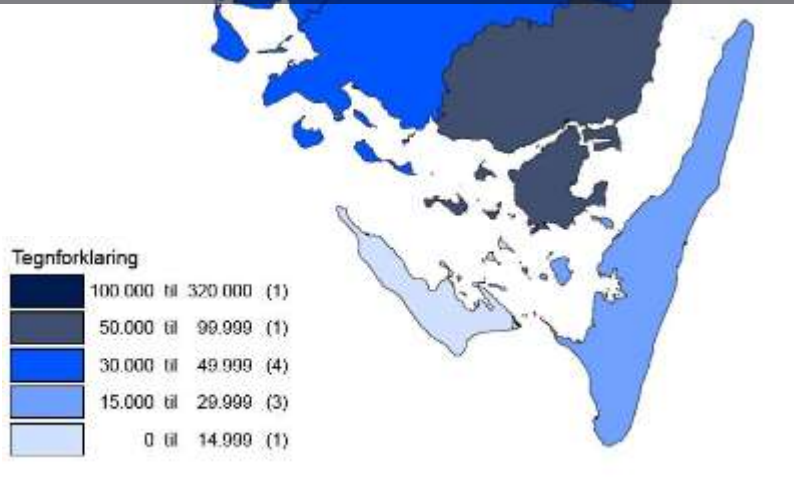 Tegnforklaring
100.000 til 320.000 (1)
50.000 til 99.999 (1)
30.000 til 49.999 (4)
15.000 til 29.999 (3)
0 til 14.999 (1)